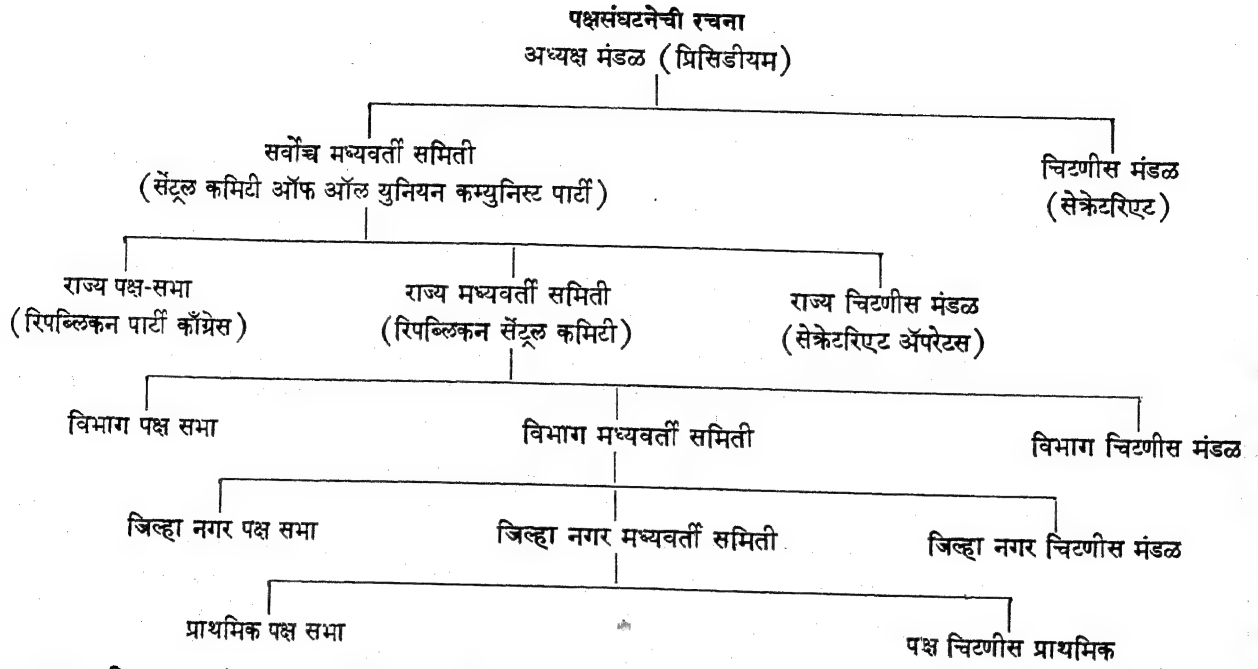 पक्षसंघटनेची रचना
अध्यक्ष मंडळ (प्रिसिडीयम)
सर्वोच्च मध्यवर्ती समिती
(सेंट्रल कमिटी ऑफ ऑल युनियन कम्युनिस्ट पार्टी)
चिटणीस मंडळ
(सेक्रेटरिएट)
राज्य पक्ष-सभा
(रिपब्लिकन पार्टी काँग्रेस)
राज्य मध्यवर्ती समिती
(रिपब्लिकन सेंट्रल कमिटी)
राज्य चिटणीस मंडळ
(सेक्रेटरिएट ॲपरेटस)
विभाग पक्ष सभा
विभाग मध्यवर्ती समिती
विभाग चिटणीस मंडळ
जिल्हा नगर पक्ष सभा
जिल्हा नगर मध्यवर्ती समिती
जिल्हा नगर चिटणीस मंडळ
प्राथमिक पक्ष सभा
पक्ष चिटणीस प्राथमिक